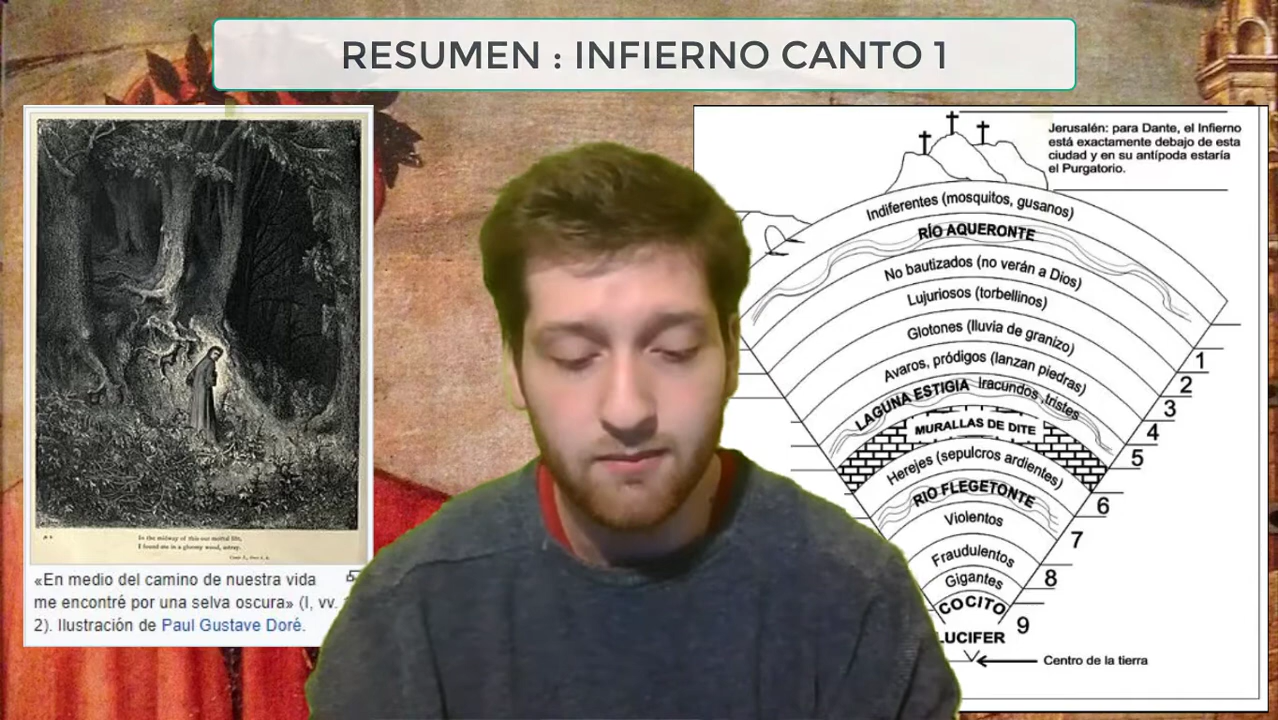 RESUMEN : INFIERNO CANTO 1
In the midway of this our mortal life,
I found me in a gloomy wood, astray.
«En medio del camino de nuestra vida
me encontré por una selva oscura» (I, vv.
2). Ilustración de Paul Gustave Doré.
Jerusalén: para Dante, el Infierno
está exactamente debajo de esta
ciudad y en su antípoda estaría
el Purgatorio.
Indiferentes (mosquitos, gusanos)
RÍO AQUERONTE
No bautizados (no verán a Dios)
Lujuriosos (torbellinos)
Glotones (lluvia de granizo)
1
Avaros, pródigos (lanzan piedras)
2
LAGUNA ESTIGIA Iracundos, tristes
3
MURALLAS DE DITE
4
5
Herejes (sepulcros ardientes)
6
RIO FLEGETONTE
Violentos
7
Fraudulentos
8
Gigantes
COCITO
9
LUCIFER
Centro de la tierra